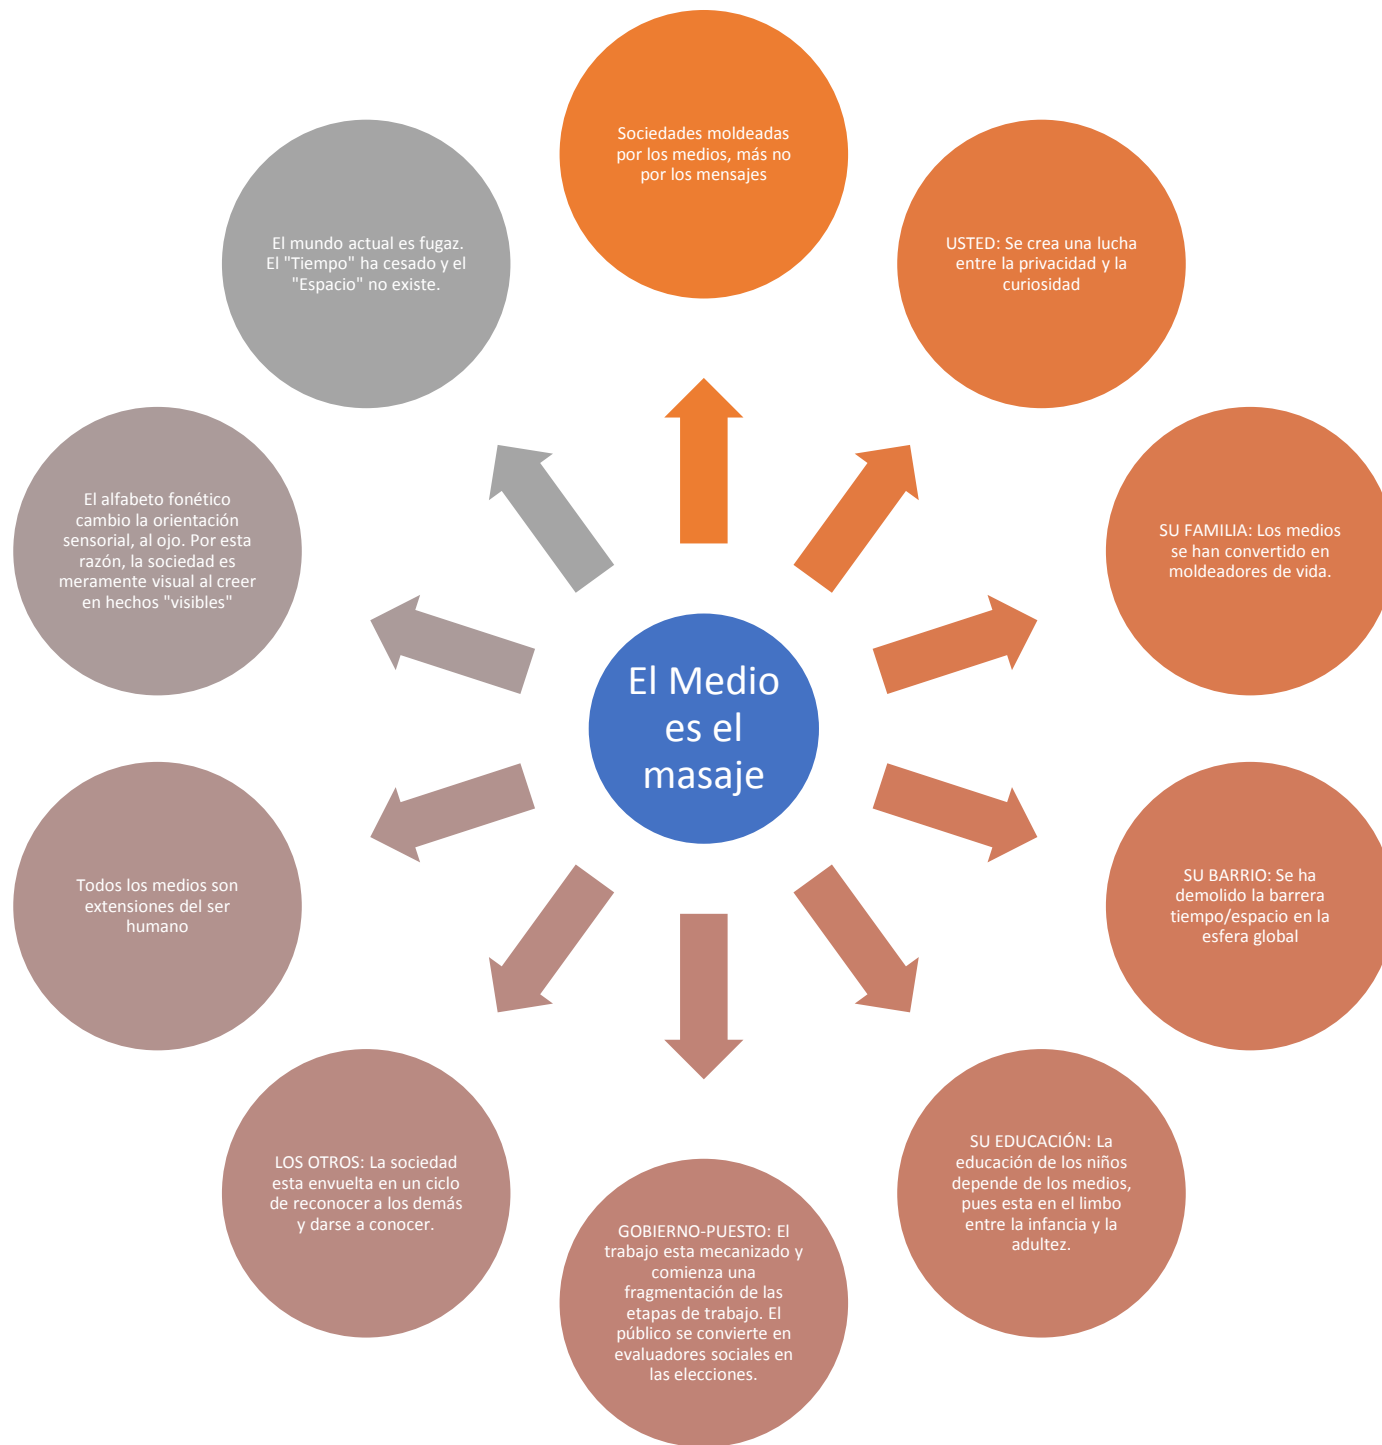 Sociedades moldeadas
por los medios, más no
por los mensajes
USTED: Se crea una lucha
entre la privacidad y la
curiosidad
SU FAMILIA: Los medios
se han convertido en
moldeadores de vida.
SU BARRIO: Se ha
demolido la barrera
tiempo/espacio en la
esfera global
SU EDUCACIÓN: La
educación de los niños
depende de los medios,
pues esta en el limbo
entre la infancia y la
adultez.
GOBIERNO-PUESTO: El
trabajo esta mecanizado y
comienza una
fragmentación de las
etapas de trabajo. El
público se convierte en
evaluadores sociales en
las elecciones.
LOS OTROS: La sociedad
esta envuelta en un ciclo
de reconocer a los demás
y darse a conocer.
Todos los medios son
extensiones del ser
humano
El alfabeto fonético
cambio la orientación
sensorial, al ojo. Por esta
razón, la sociedad es
meramente visual al creer
en hechos "visibles"
El mundo actual es fugaz.
El "Tiempo" ha cesado y el
"Espacio" no existe.
El Medio
es el
masaje